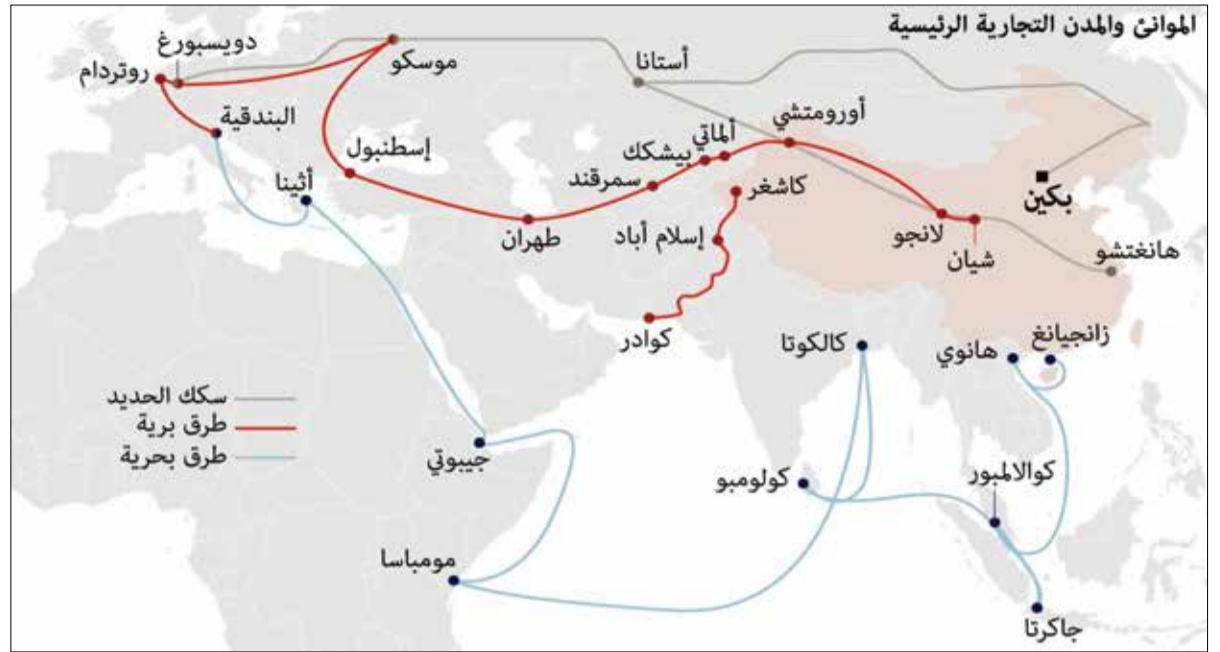 الموانئ والمدن التجارية الرئيسية
دويسبورغ
روتردام
موسكو
أستانا
البندقية
أورومتشي
ألماتي
بيشكك
إسطنبول
سمرقند
كاشغر
أثينا
بكين
طهران
إسلام أباد
لانجو
شيان
هانغتشو
كوادر
كالكوتا
هانوي
زانجيانغ
سكك الحديد
طرق برية
طرق بحرية
جيبوتي
كولومبو
كوالالمبور
مومباسا
جاكرتا